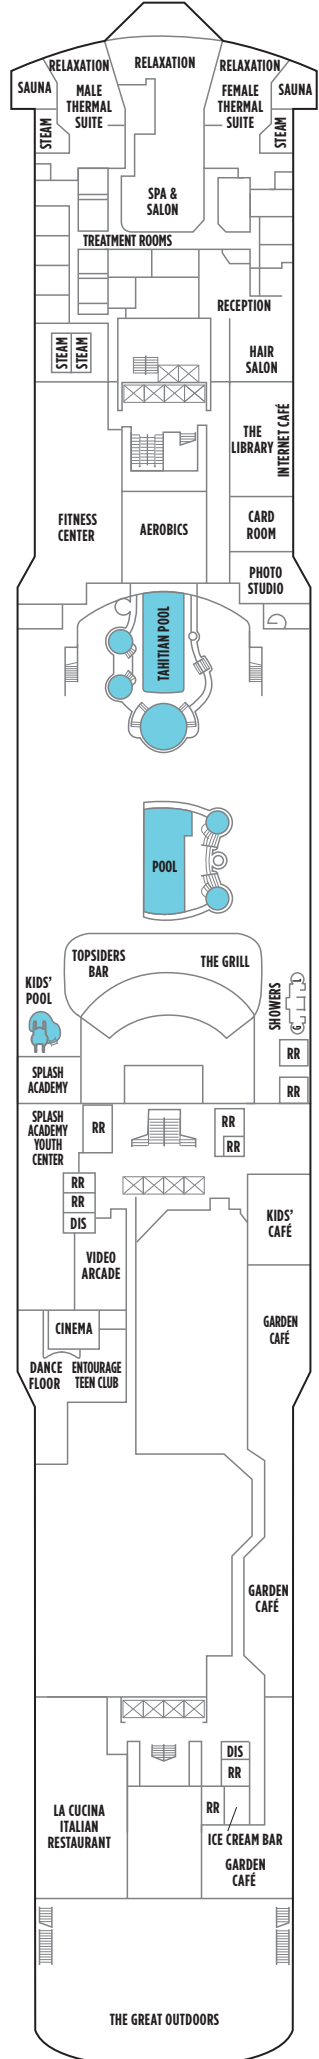 RELAXATION
RELAXATION
RELAXATION
SAUNA
MALE
THERMAL
SUITE
FEMALE
THERMAL
SUITE
SAUNA
STEAM
STEAM
SPA &
SALON
TREATMENT ROOMS
RECEPTION
STEAM
STEAM
HAIR
SALON
THE
LIBRARY
INTERNET CAFÉ
FITNESS
CENTER
AEROBICS
CARD
ROOM
PHOTO
STUDIO
TAHITIAN POOL
POOL
TOPSIDERS
BAR
THE GRILL
KIDS'
POOL
SHOWERS
L
G
RR
SPLASH
ACADEMY
RR
SPLASH
ACADEMY
YOUTH
CENTER
RR
RR
RR
RR
RR
DIS
KIDS'
CAFÉ
VIDEO
ARCADE
CINEMA
GARDEN
CAFÉ
DANCE
FLOOR
ENTOURAGE
TEEN CLUB
GARDEN
CAFÉ
DIS
RR
LA CUCINA
ITALIAN
RESTAURANT
RR
ICE CREAM BAR
GARDEN
CAFÉ
THE GREAT OUTDOORS